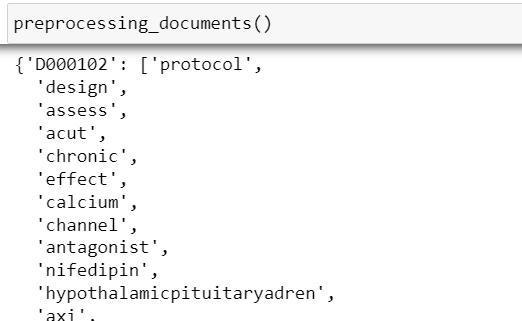 preprocessing_documents()
{'D000102': ['protocol',
'design',
'assess',
'acut',
'chronic',
'effect',
'calcium',
'channel',
'antagonist',
'nifedipin',
'hypothalamicpituitaryadren',
'axi',